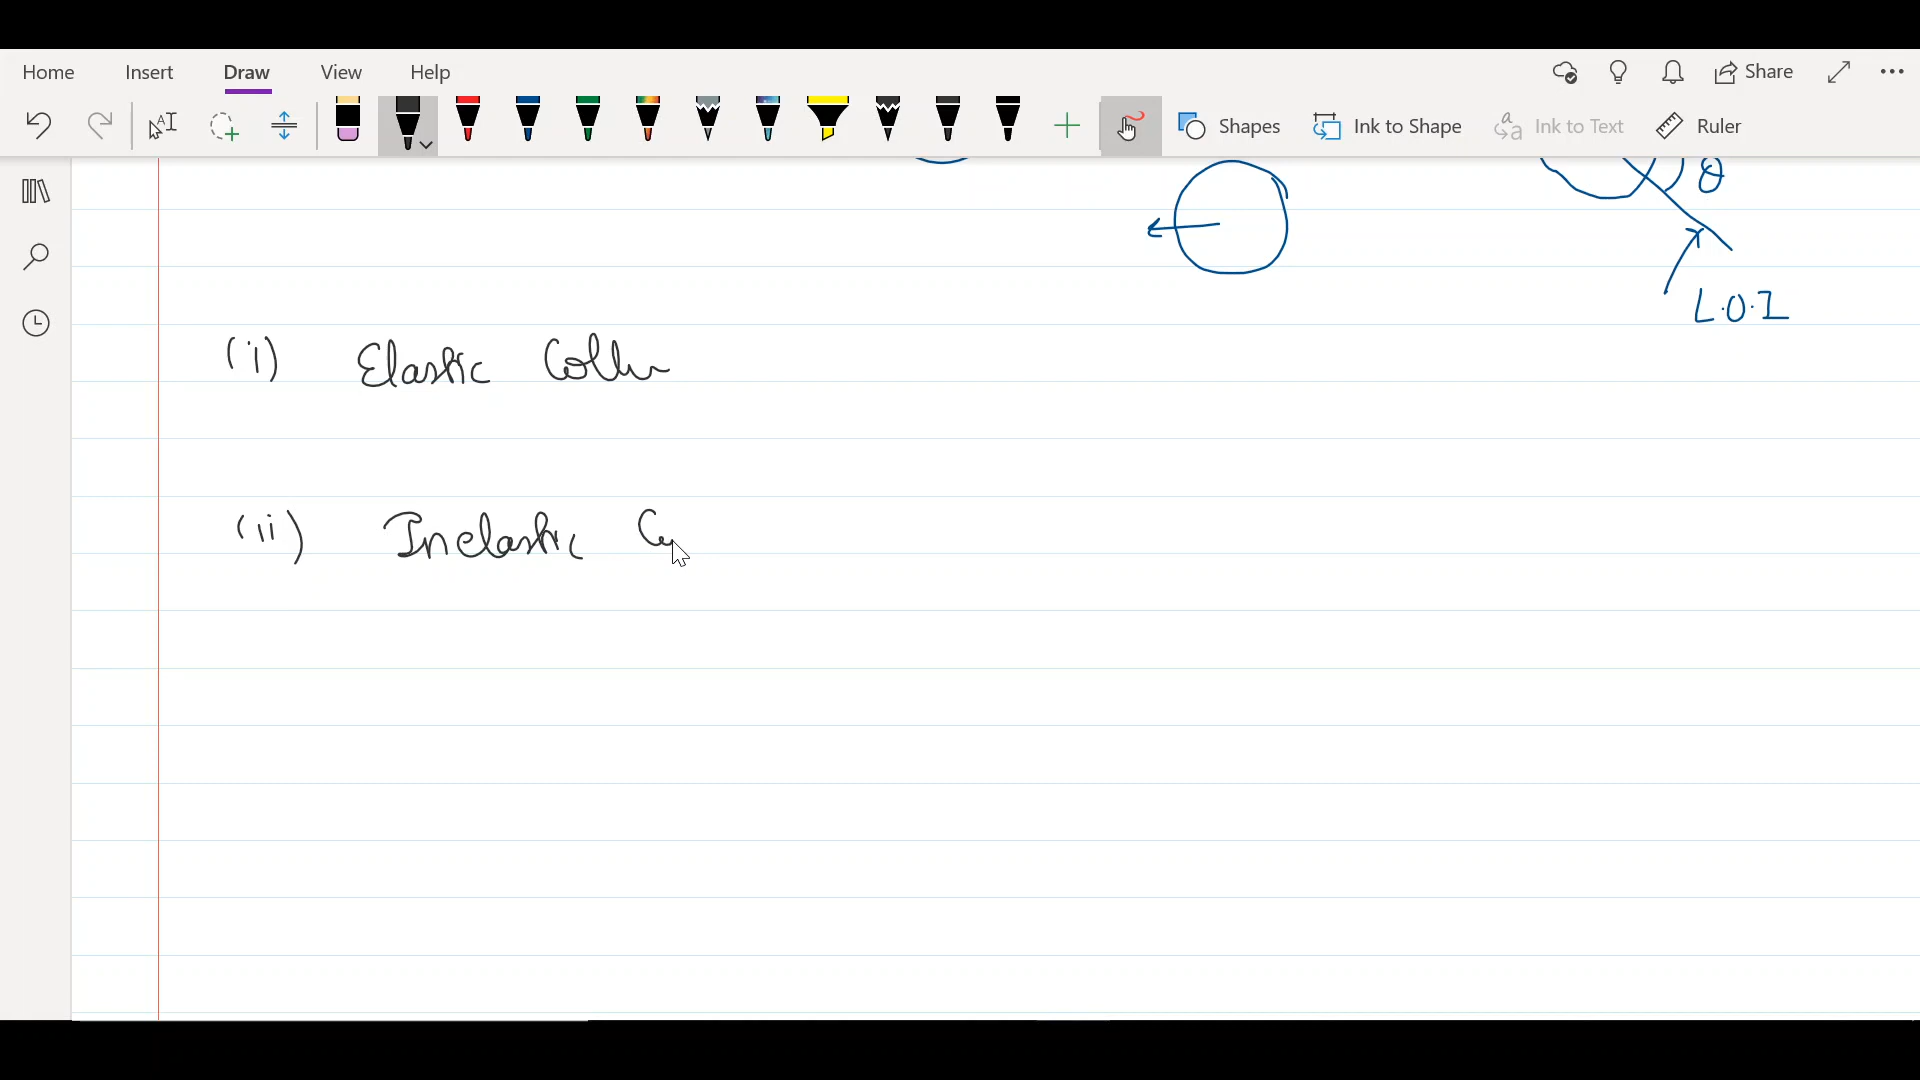 Home Insert Draw View Help Share
Shapes Ink to Shape Ink to Text Ruler
θ
L.O.I
(i) Elastic
(ii) Inelastic